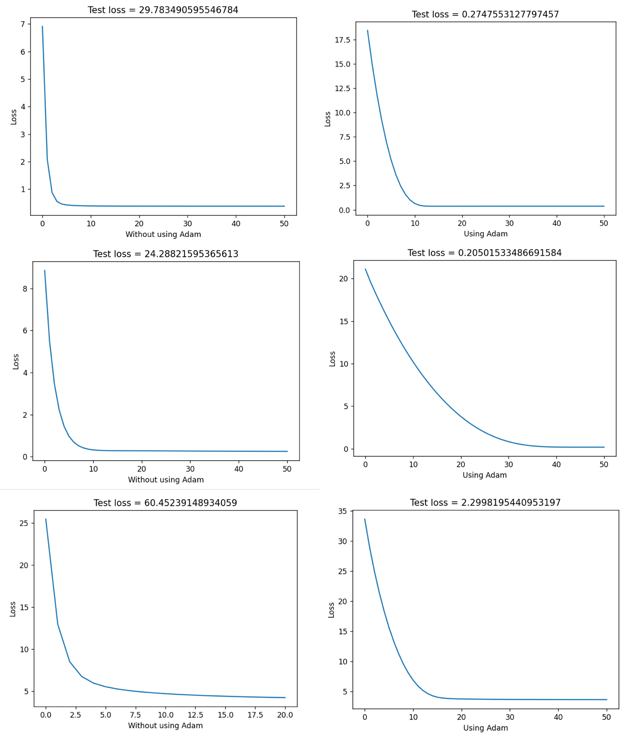 Test loss = 29.783490595546784
7
6
5
4
3
2
1
Loss
0 10 20 30 40 50
Without using Adam
Test loss = 0.2747553127797457
17.5
15.0
12.5
10.0
7.5
5.0
2.5
0.0
Loss
0 10 20 30 40 50
Using Adam
Test loss = 24.28821595365613
8
6
4
2
0
Loss
0 10 20 30 40 50
Without using Adam
Test loss = 0.20501533486691584
20
15
10
5
0
Loss
0 10 20 30 40 50
Using Adam
Test loss = 60.45239148934059
25
20
15
10
5
Loss
0.0 2.5 5.0 7.5 10.0 12.5 15.0 17.5 20.0
Without using Adam
Test loss = 2.2998195440953197
35
30
25
20
15
10
5
Loss
0 10 20 30 40 50
Using Adam